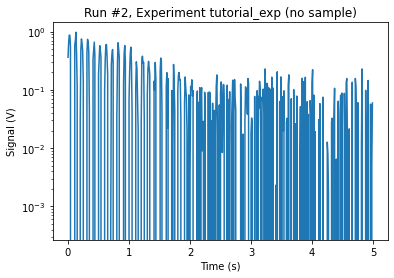 Run #2, Experiment tutorial_exp (no sample)
Signal (V)
10⁰
10⁻¹
10⁻²
10⁻³
0 1 2 3 4 5
Time (s)